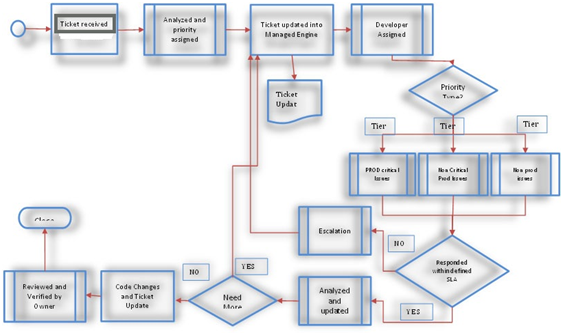 Ticket received
Analyzed and
priority
assigned
Ticket updated into
Managed Engine
Developer
Assigned
Ticket
Updat
Priority
Type?
Tier
Tier
Tier
PROD critical
Issues
Non Critical
Prod Issues
Non prod
issues
Escalation
NO
Responded
within defined
SLA
YES
Analyzed
and
updated
YES
NO
Need
More
Code Changes
and Ticket
Update
Reviewed and
Verified by
Owner
Close